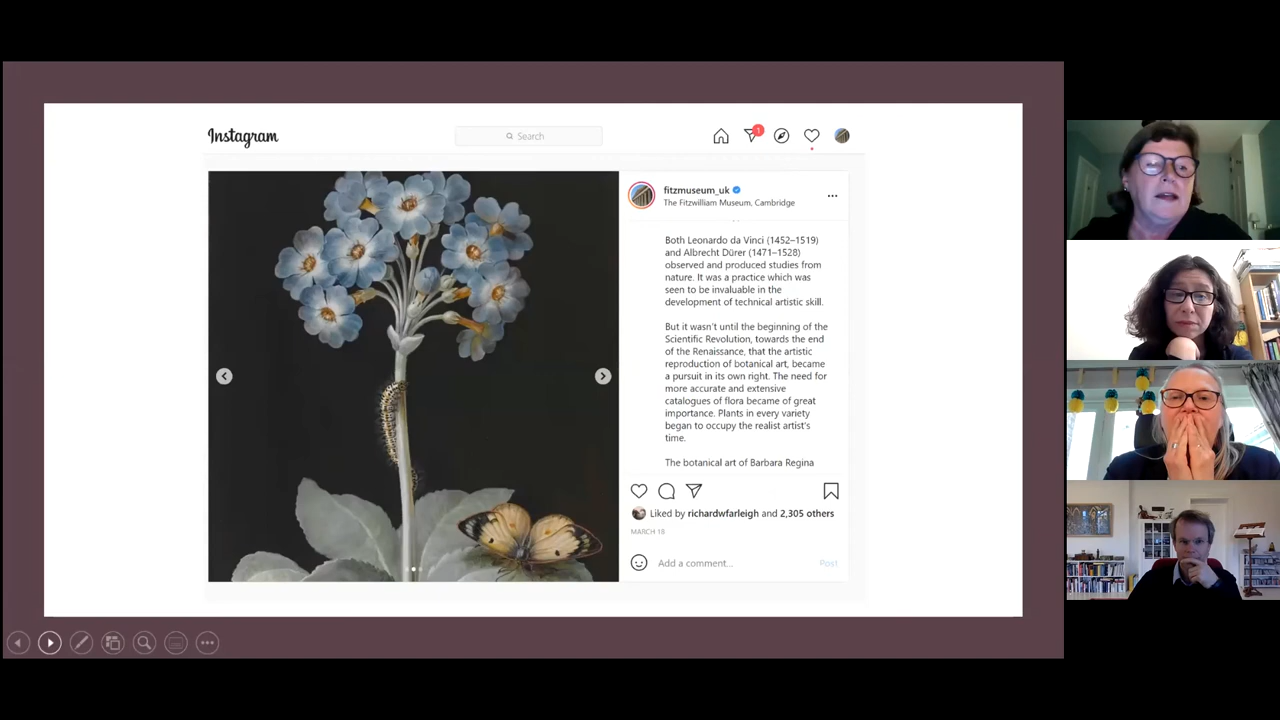 Instagram
Search
1
fitzmuseum_uk
The Fitzwilliam Museum, Cambridge
Both Leonardo da Vinci (1452–1519)
and Albrecht Dürer (1471–1528)
observed and produced studies from
nature. It was a practice which was
seen to be invaluable in the
development of technical artistic skill.
But it wasn't until the beginning of the
Scientific Revolution, towards the end
of the Renaissance, that the artistic
reproduction of botanical art, became
a pursuit in its own right. The need for
more accurate and extensive
catalogues of flora became of great
importance. Plants in every variety
began to occupy the realist artist's
time.
The botanical art of Barbara Regina
Liked by richardwfarleigh and 2,305 others
MARCH 18
Add a comment...
Post